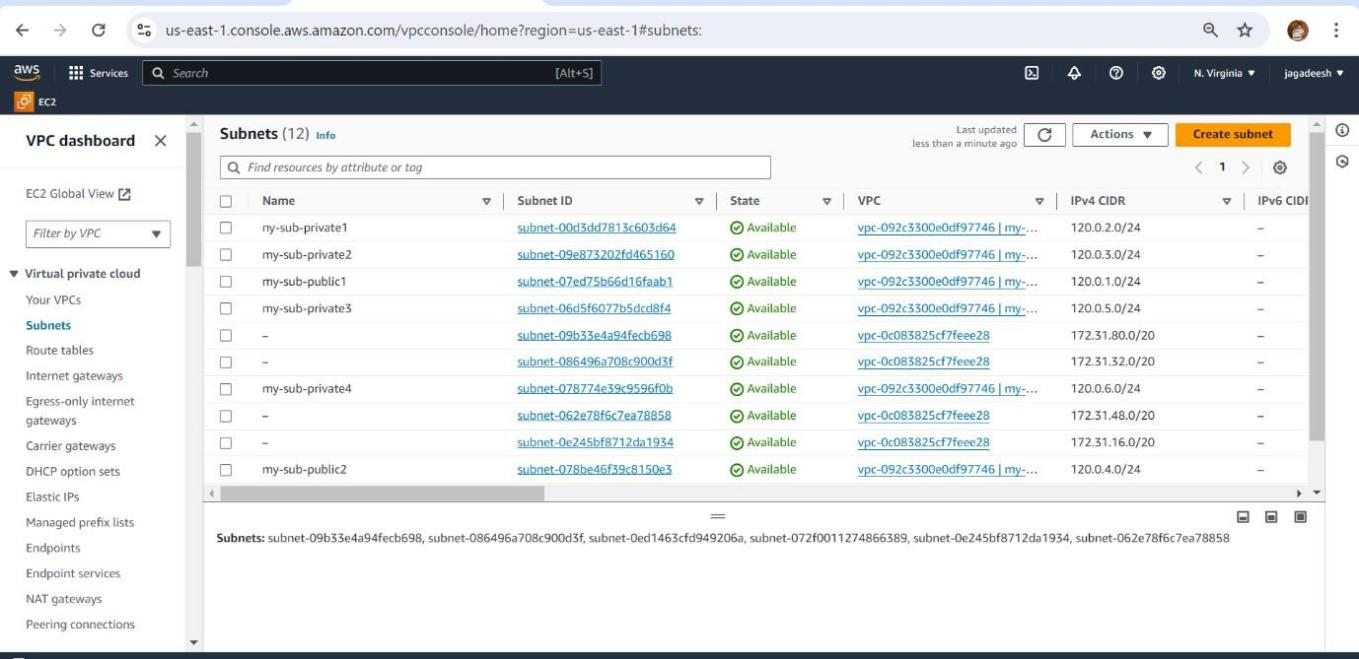 us-east-1.console.aws.amazon.com/vpcconsole/home?region=us-east-1#subnets:
aws Services Search [Alt+S] N. Virginia ▼ jagadeesh ▼
EC2
VPC dashboard
EC2 Global View
Filter by VPC
Virtual private cloud
Your VPCs
Subnets
Route tables
Internet gateways
Egress-only internet
gateways
Carrier gateways
DHCP option sets
Elastic IPs
Managed prefix lists
Endpoints
Endpoint services
NAT gateways
Peering connections
Subnets (12) Info
Last updated
less than a minute ago
Actions ▼ Create subnet
Find resources by attribute or tag
1
Name Subnet ID State VPC IPv4 CIDR IPv6 CIDI
ny-sub-private1 subnet-00d3dd7813c603d64 Available vpc-092c3300e0df97746 | my-... 120.0.2.0/24 –
my-sub-private2 subnet-09e873202fd465160 Available vpc-092c3300e0df97746 | my-... 120.0.3.0/24 –
my-sub-public1 subnet-07ed75b66d16faab1 Available vpc-092c3300e0df97746 | my-... 120.0.1.0/24 –
my-sub-private3 subnet-06d5f6077b5dcd8f4 Available vpc-092c3300e0df97746 | my-... 120.0.5.0/24 –
– subnet-09b33e4a94fecb698 Available vpc-0c083825cf7feee28 172.31.80.0/20 –
– subnet-086496a708c900d3f Available vpc-0c083825cf7feee28 172.31.32.0/20 –
my-sub-private4 subnet-078774e39c9596f0b Available vpc-092c3300e0df97746 | my-... 120.0.6.0/24 –
– subnet-062e78f6c7ea78858 Available vpc-0c083825cf7feee28 172.31.48.0/20 –
– subnet-0e245bf8712da1934 Available vpc-0c083825cf7feee28 172.31.16.0/20 –
my-sub-public2 subnet-078be46f39c8150e3 Available vpc-092c3300e0df97746 | my-... 120.0.4.0/24 –
Subnets: subnet-09b33e4a94fecb698, subnet-086496a708c900d3f, subnet-0ed1463cfd949206a, subnet-072f0011274866389, subnet-0e245bf8712da1934, subnet-062e78f6c7ea78858